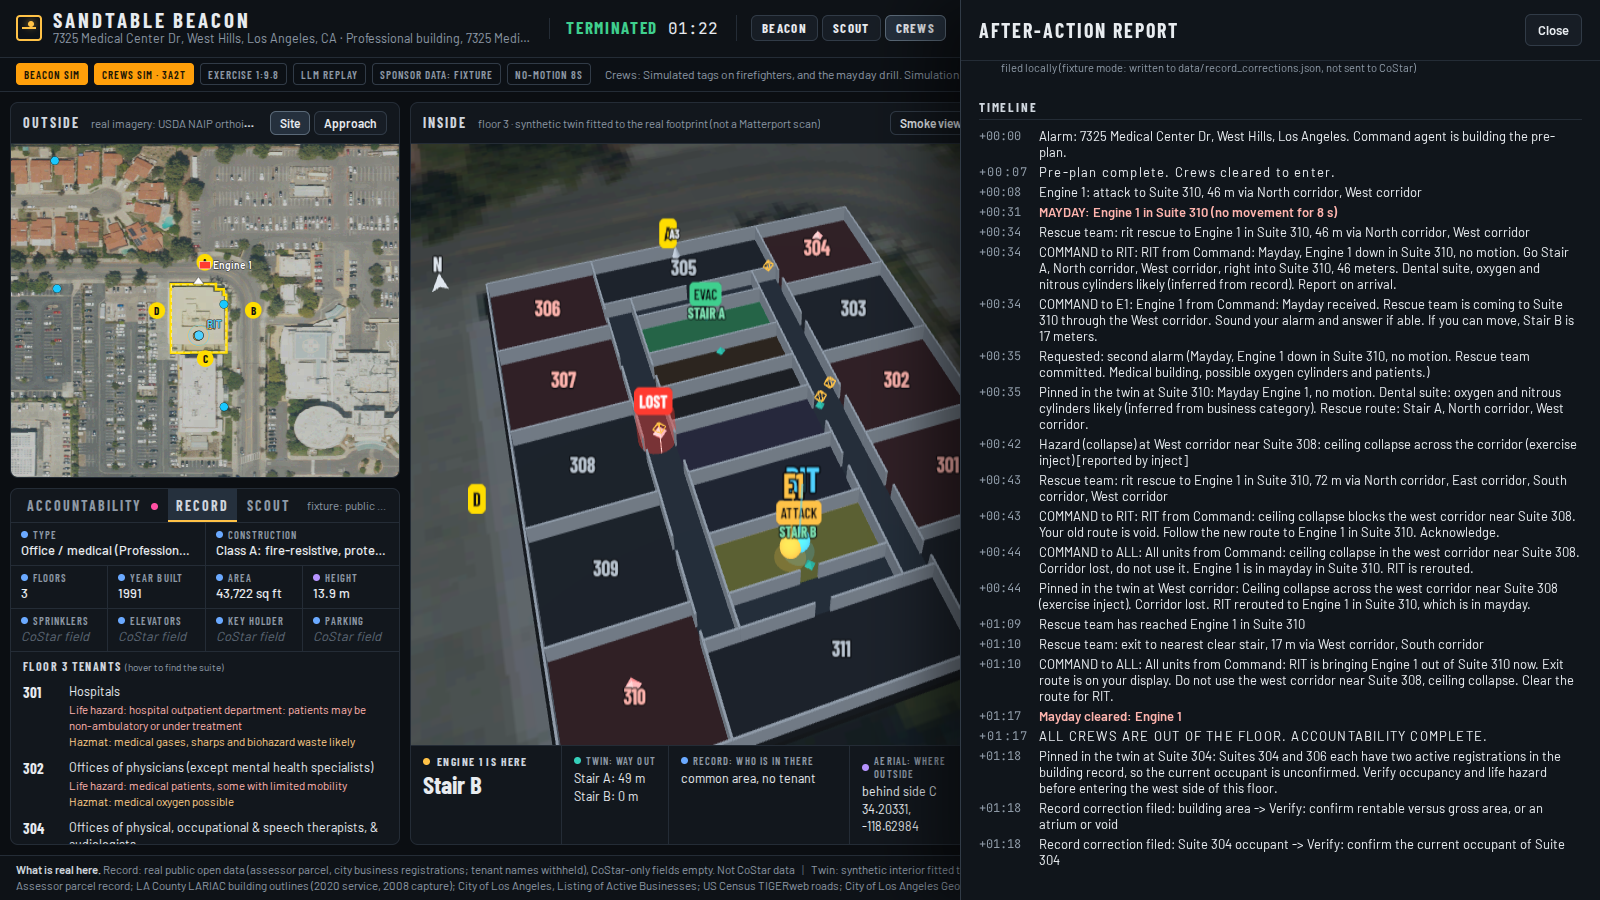 SANDTABLE BEACON
7325 Medical Center Dr, West Hills, Los Angeles, CA · Professional building, 7325 Medi...
TERMINATED 01:22
BEACON SCOUT CREWS
BEACON SIM CREWS SIM · 3A2T EXERCISE 1:9.8 LLM REPLAY SPONSOR DATA: FIXTURE NO-MOTION 8S Crews: Simulated tags on firefighters, and the mayday drill. Simulation
OUTSIDE real imagery: USDA NAIP orthoi... Site Approach
Engine 1
D
B
RIT
C
ACCOUNTABILITY RECORD SCOUT fixture: public ...
TYPE
Office / medical (Profession...
CONSTRUCTION
Class A: fire-resistive, prote...
FLOORS
3
YEAR BUILT
1991
AREA
43,722 sq ft
HEIGHT
13.9 m
SPRINKLERS
CoStar field
ELEVATORS
CoStar field
KEY HOLDER
CoStar field
PARKING
CoStar field
FLOOR 3 TENANTS (hover to find the suite)
301 Hospitals
Life hazard: hospital outpatient department: patients may be
non-ambulatory or under treatment
Hazmat: medical gases, sharps and biohazard waste likely
302 Offices of physicians (except mental health specialists)
Life hazard: medical patients, some with limited mobility
Hazmat: medical oxygen possible
304 Offices of physical, occupational & speech therapists, &
audiologists
INSIDE floor 3 · synthetic twin fitted to the real footprint (not a Matterport scan) Smoke view
N
A3
304
305
EVAC
STAIR A
306
303
307
302
LOST
308
301
D
RIT
E1
ATTACK
STAIR B
309
311
310
ENGINE 1 IS HERE
Stair B
TWIN: WAY OUT
Stair A: 49 m
Stair B: 0 m
RECORD: WHO IS IN THERE
common area, no tenant
AERIAL: WHERE
OUTSIDE
behind side C
34.20331,
-118.62984
What is real here. Record: real public open data (assessor parcel, city business registrations; tenant names withheld), CoStar-only fields empty. Not CoStar data | Twin: synthetic interior fitted t
Assessor parcel record; LA County LARIAC building outlines (2020 service, 2008 capture); City of Los Angeles, Listing of Active Businesses; US Census TIGERweb roads; City of Los Angeles Geo
AFTER-ACTION REPORT Close
filed locally (fixture mode: written to data/record_corrections.json, not sent to CoStar)
TIMELINE
+00:00 Alarm: 7325 Medical Center Dr, West Hills, Los Angeles. Command agent is building the pre-
plan.
+00:07 Pre-plan complete. Crews cleared to enter.
+00:08 Engine 1: attack to Suite 310, 46 m via North corridor, West corridor
+00:31 MAYDAY: Engine 1 in Suite 310 (no movement for 8 s)
+00:34 Rescue team: rit rescue to Engine 1 in Suite 310, 46 m via North corridor, West corridor
+00:34 COMMAND to RIT: RIT from Command: Mayday, Engine 1 down in Suite 310, no motion. Go Stair
A, North corridor, West corridor, right into Suite 310, 46 meters. Dental suite, oxygen and
nitrous cylinders likely (inferred from record). Report on arrival.
+00:34 COMMAND to E1: Engine 1 from Command: Mayday received. Rescue team is coming to Suite
310 through the West corridor. Sound your alarm and answer if able. If you can move, Stair B is
17 meters.
+00:35 Requested: second alarm (Mayday, Engine 1 down in Suite 310, no motion. Rescue team
committed. Medical building, possible oxygen cylinders and patients.)
+00:35 Pinned in the twin at Suite 310: Mayday Engine 1, no motion. Dental suite: oxygen and nitrous
cylinders likely (inferred from business category). Rescue route: Stair A, North corridor, West
corridor.
+00:42 Hazard (collapse) at West corridor near Suite 308: ceiling collapse across the corridor (exercise
inject) [reported by inject]
+00:43 Rescue team: rit rescue to Engine 1 in Suite 310, 72 m via North corridor, East corridor, South
corridor, West corridor
+00:43 COMMAND to RIT: RIT from Command: ceiling collapse blocks the west corridor near Suite 308.
Your old route is void. Follow the new route to Engine 1 in Suite 310. Acknowledge.
+00:44 COMMAND to ALL: All units from Command: ceiling collapse in the west corridor near Suite 308.
Corridor lost, do not use it. Engine 1 is in mayday in Suite 310. RIT is rerouted.
+00:44 Pinned in the twin at West corridor: Ceiling collapse across the west corridor near Suite 308
(exercise inject). Corridor lost. RIT rerouted to Engine 1 in Suite 310, which is in mayday.
+01:09 Rescue team has reached Engine 1 in Suite 310
+01:10 Rescue team: exit to nearest clear stair, 17 m via West corridor, South corridor
+01:10 COMMAND to ALL: All units from Command: RIT is bringing Engine 1 out of Suite 310 now. Exit
route is on your display. Do not use the west corridor near Suite 308, ceiling collapse. Clear the
route for RIT.
+01:17 Mayday cleared: Engine 1
+01:17 ALL CREWS ARE OUT OF THE FLOOR. ACCOUNTABILITY COMPLETE.
+01:18 Pinned in the twin at Suite 304: Suites 304 and 306 each have two active registrations in the
building record, so the current occupant is unconfirmed. Verify occupancy and life hazard
before entering the west side of this floor.
+01:18 Record correction filed: building area -> Verify: confirm rentable versus gross area, or an
atrium or void
+01:18 Record correction filed: Suite 304 occupant -> Verify: confirm the current occupant of Suite
304